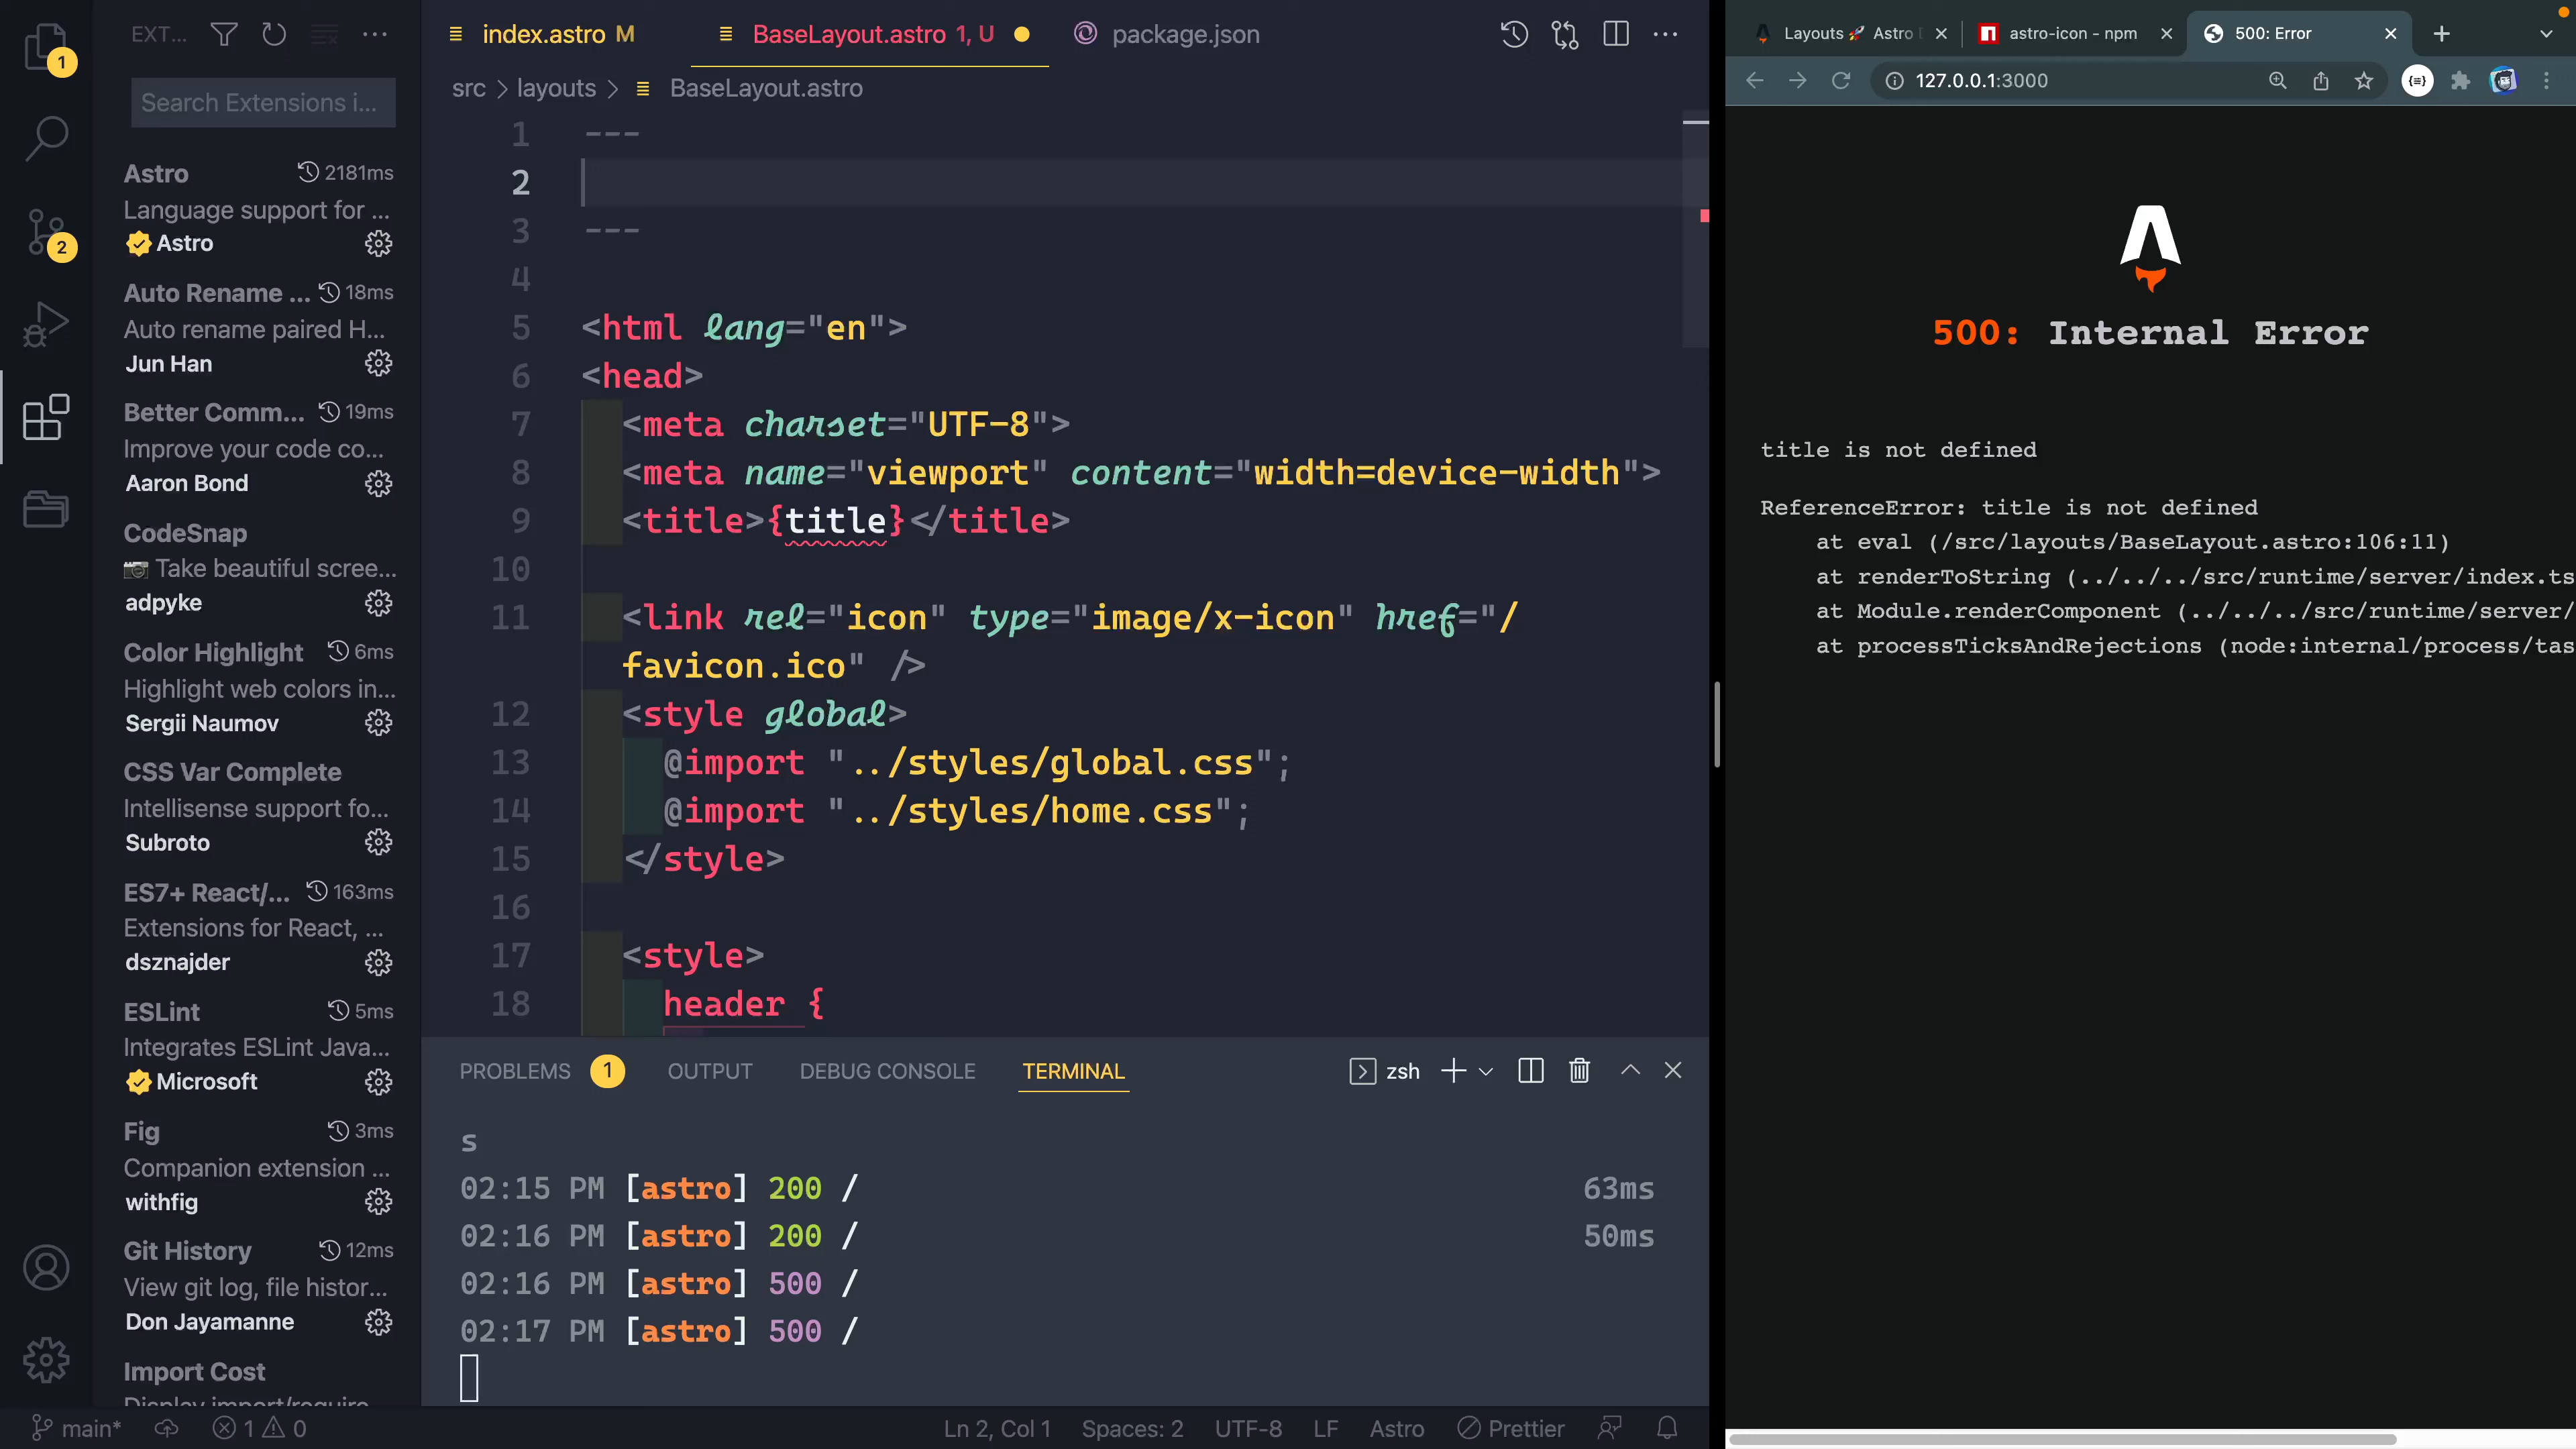 EXT...
Search Extensions i...
Astro 2181ms
Language support for ...
Astro
Auto Rename ... 18ms
Auto rename paired H...
Jun Han
Better Comm... 19ms
Improve your code co...
Aaron Bond
CodeSnap
📷 Take beautiful scree...
adpyke
Color Highlight 6ms
Highlight web colors in...
Sergii Naumov
CSS Var Complete
Intellisense support fo...
Subroto
ES7+ React/... 163ms
Extensions for React, ...
dsznajder
ESLint 5ms
Integrates ESLint Java...
Microsoft
Fig 3ms
Companion extension ...
withfig
Git History 12ms
View git log, file histor...
Don Jayamanne
Import Cost
Display import/require
1
2
index.astro M
BaseLayout.astro 1, U
package.json
src > layouts > BaseLayout.astro
1 ---
2
3 ---
4
5 <html lang="en">
6 <head>
7 <meta charset="UTF-8">
8 <meta name="viewport" content="width=device-width">
9 <title>{title}</title>
10
11 <link rel="icon" type="image/x-icon" href="/
favicon.ico" />
12 <style global>
13 @import "../styles/global.css";
14 @import "../styles/home.css";
15 </style>
16
17 <style>
18 header {
PROBLEMS 1 OUTPUT DEBUG CONSOLE TERMINAL zsh
s
02:15 PM [astro] 200 / 63ms
02:16 PM [astro] 200 / 50ms
02:16 PM [astro] 500 /
02:17 PM [astro] 500 /
main* 1 0 Ln 2, Col 1 Spaces: 2 UTF-8 LF Astro Prettier
Layouts 🚀 Astro
astro-icon - npm
500: Error
127.0.0.1:3000
500: Internal Error
title is not defined
ReferenceError: title is not defined
at eval (/src/layouts/BaseLayout.astro:106:11)
at renderToString (../../../src/runtime/server/index.ts
at Module.renderComponent (../../../src/runtime/server/
at processTicksAndRejections (node:internal/process/tas